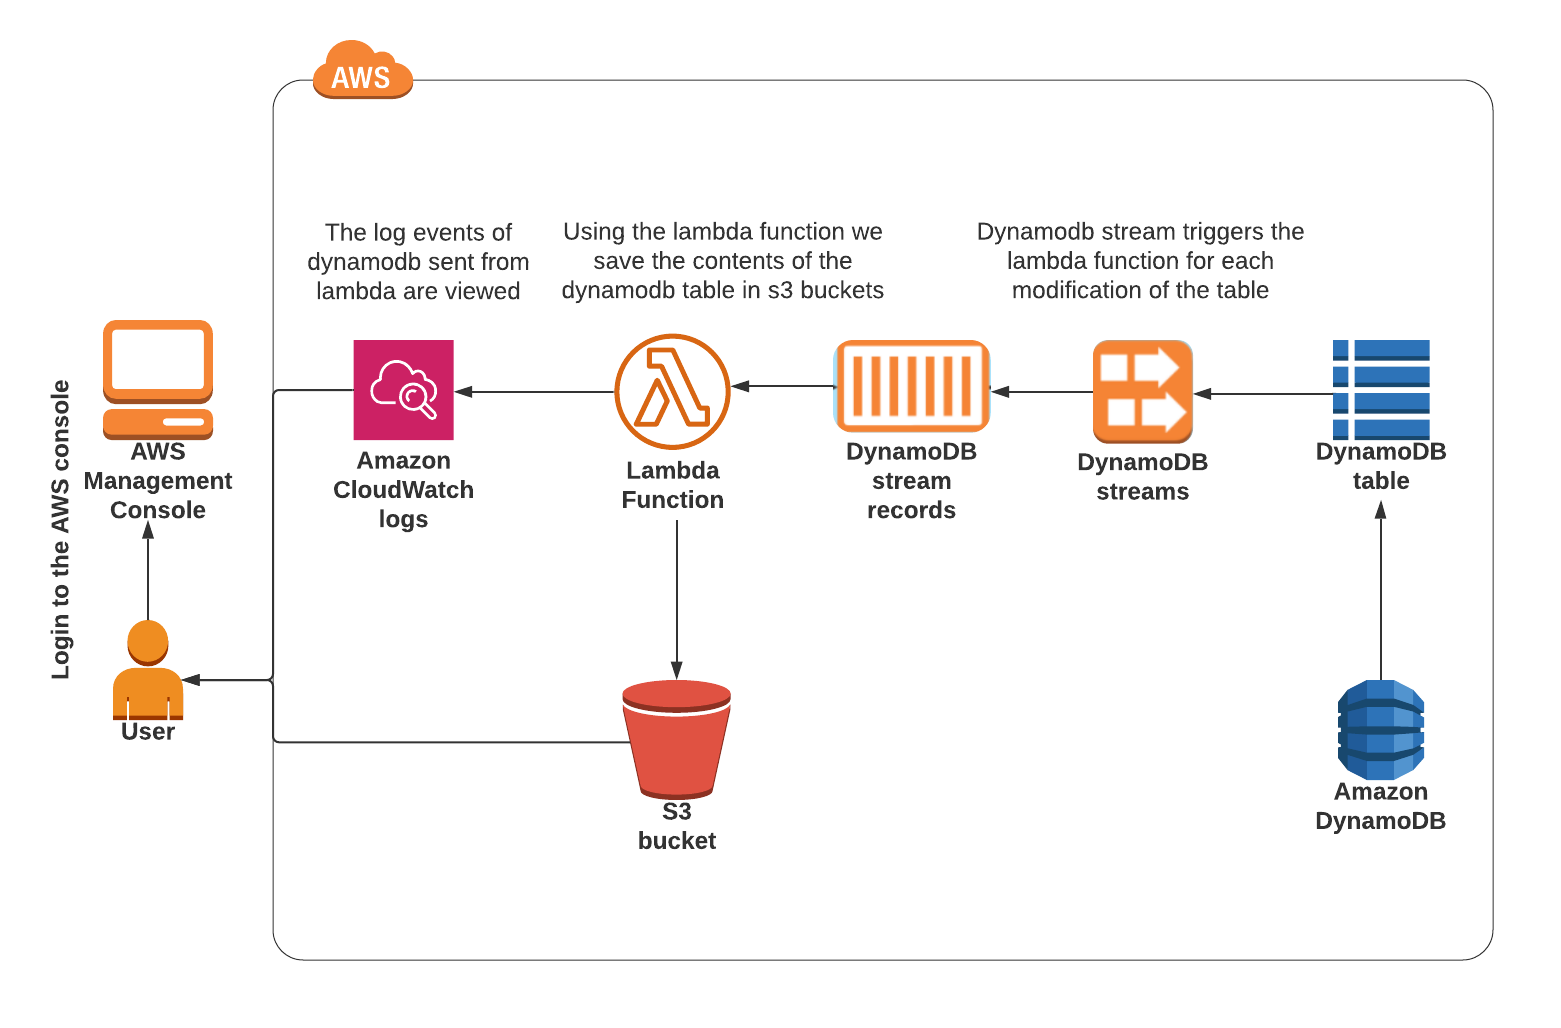 AWS
The log events of
dynamodb sent from
lambda are viewed
Using the lambda function we
save the contents of the
dynamodb table in s3 buckets
Dynamodb stream triggers the
lambda function for each
modification of the table
Login to the AWS console
AWS
Management
Console
Amazon
CloudWatch
logs
Lambda
Function
DynamoDB
stream
records
DynamoDB
streams
DynamoDB
table
User
S3
bucket
Amazon
DynamoDB